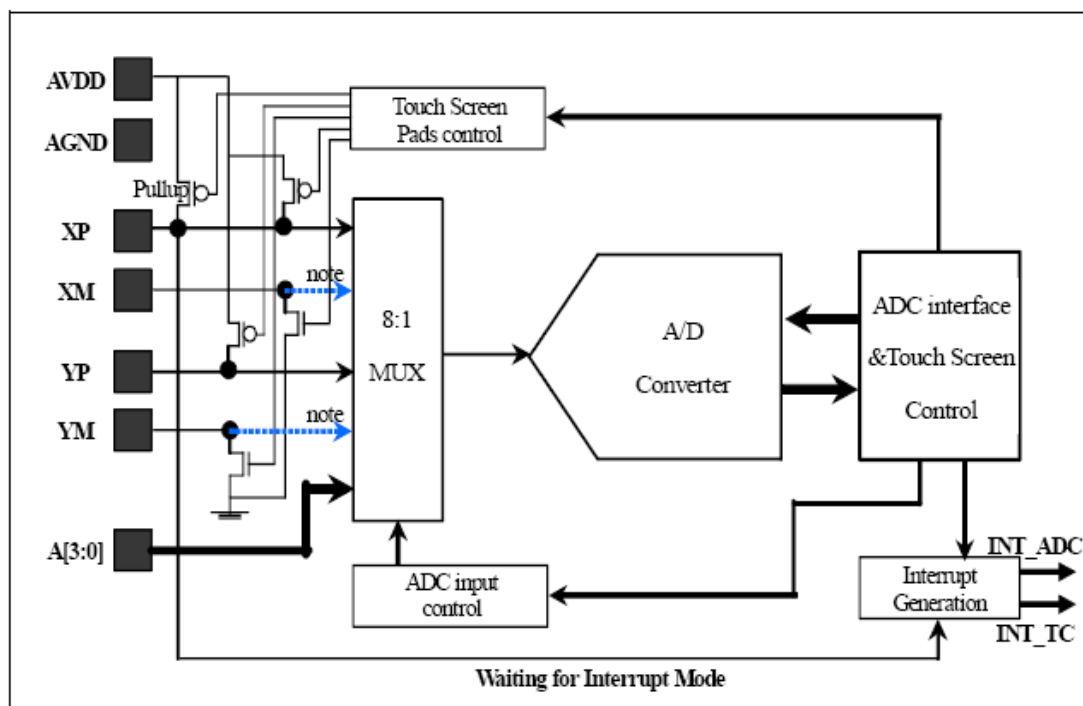 AVDD
AGND
Pullup
XP
XM
YP
YM
A[3:0]
Touch Screen
Pads control
note
note
8:1
MUX
A/D
Converter
ADC interface
&Touch Screen
Control
ADC input
control
Interrupt
Generation
INT_ADC
INT_TC
Waiting for Interrupt Mode